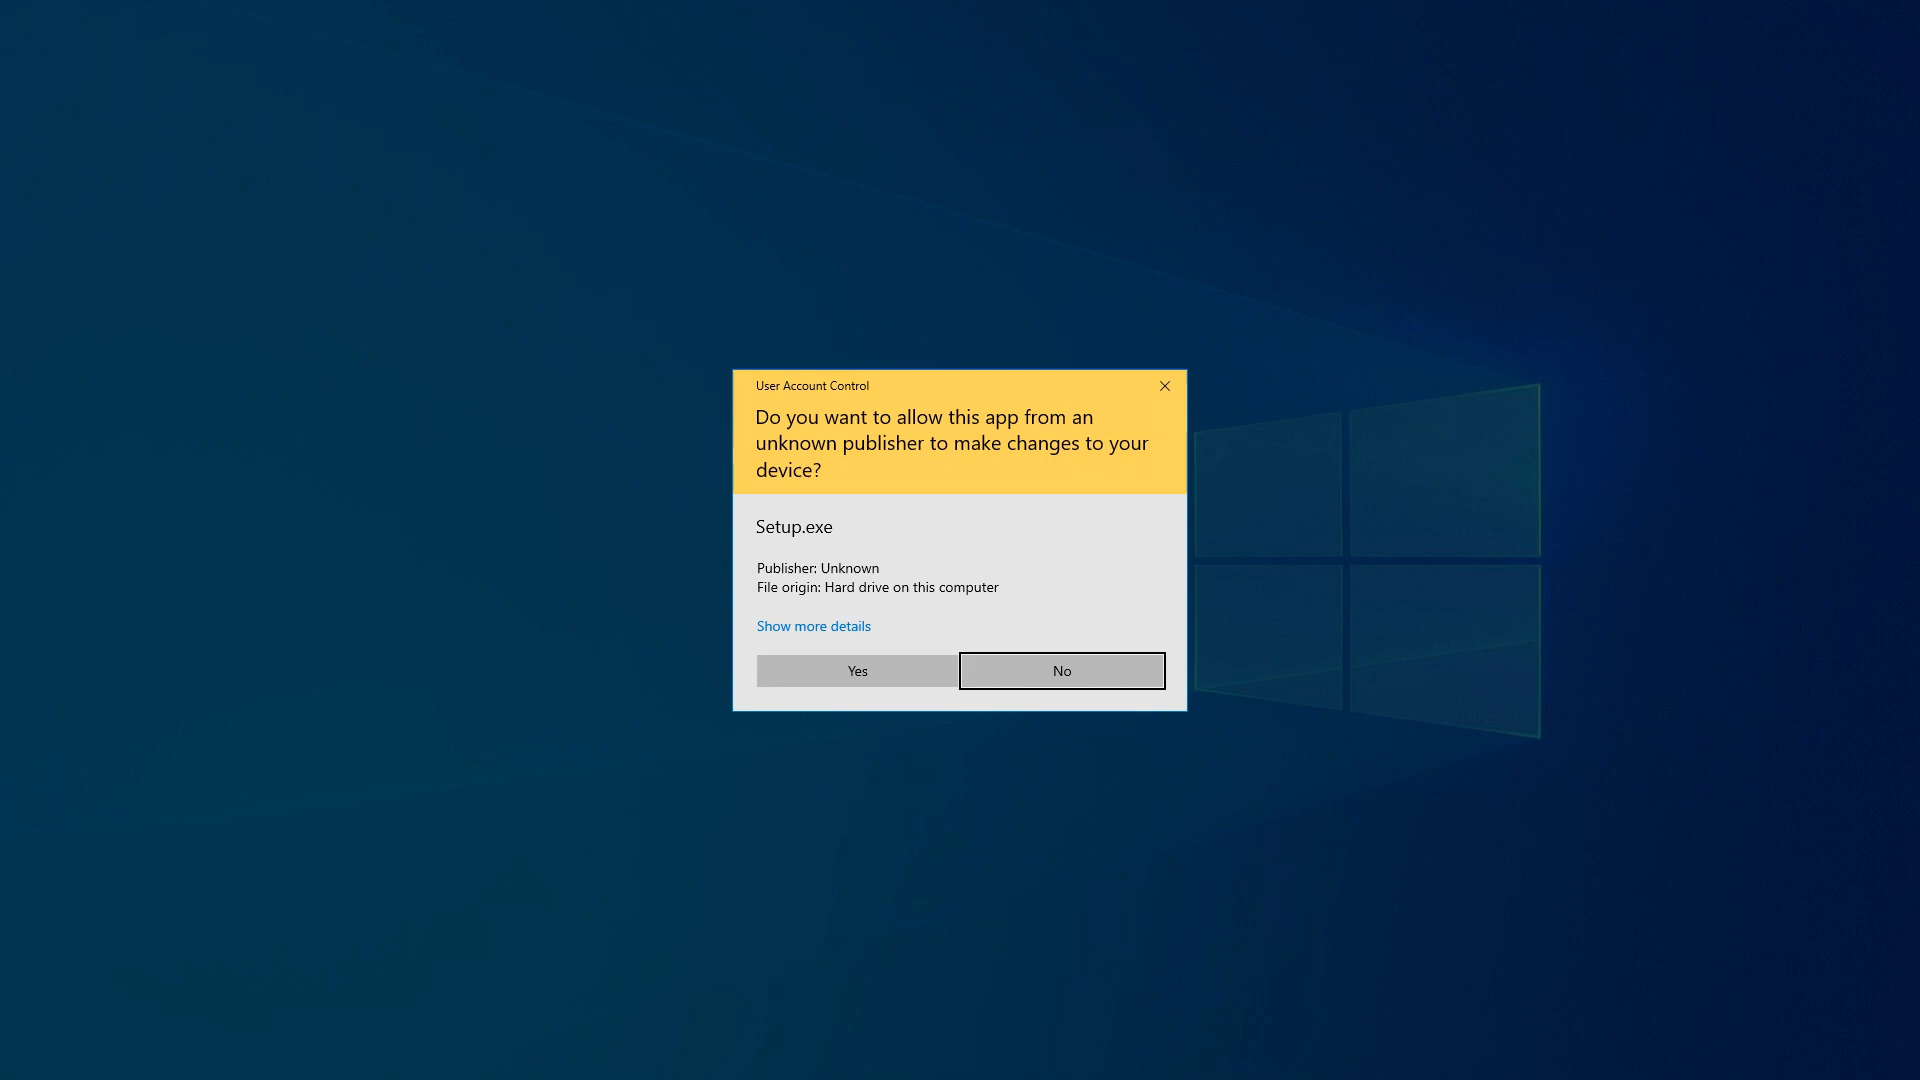 User Account Control
Do you want to allow this app from an
unknown publisher to make changes to your
device?
Setup.exe
Publisher: Unknown
File origin: Hard drive on this computer
Show more details
Yes
No